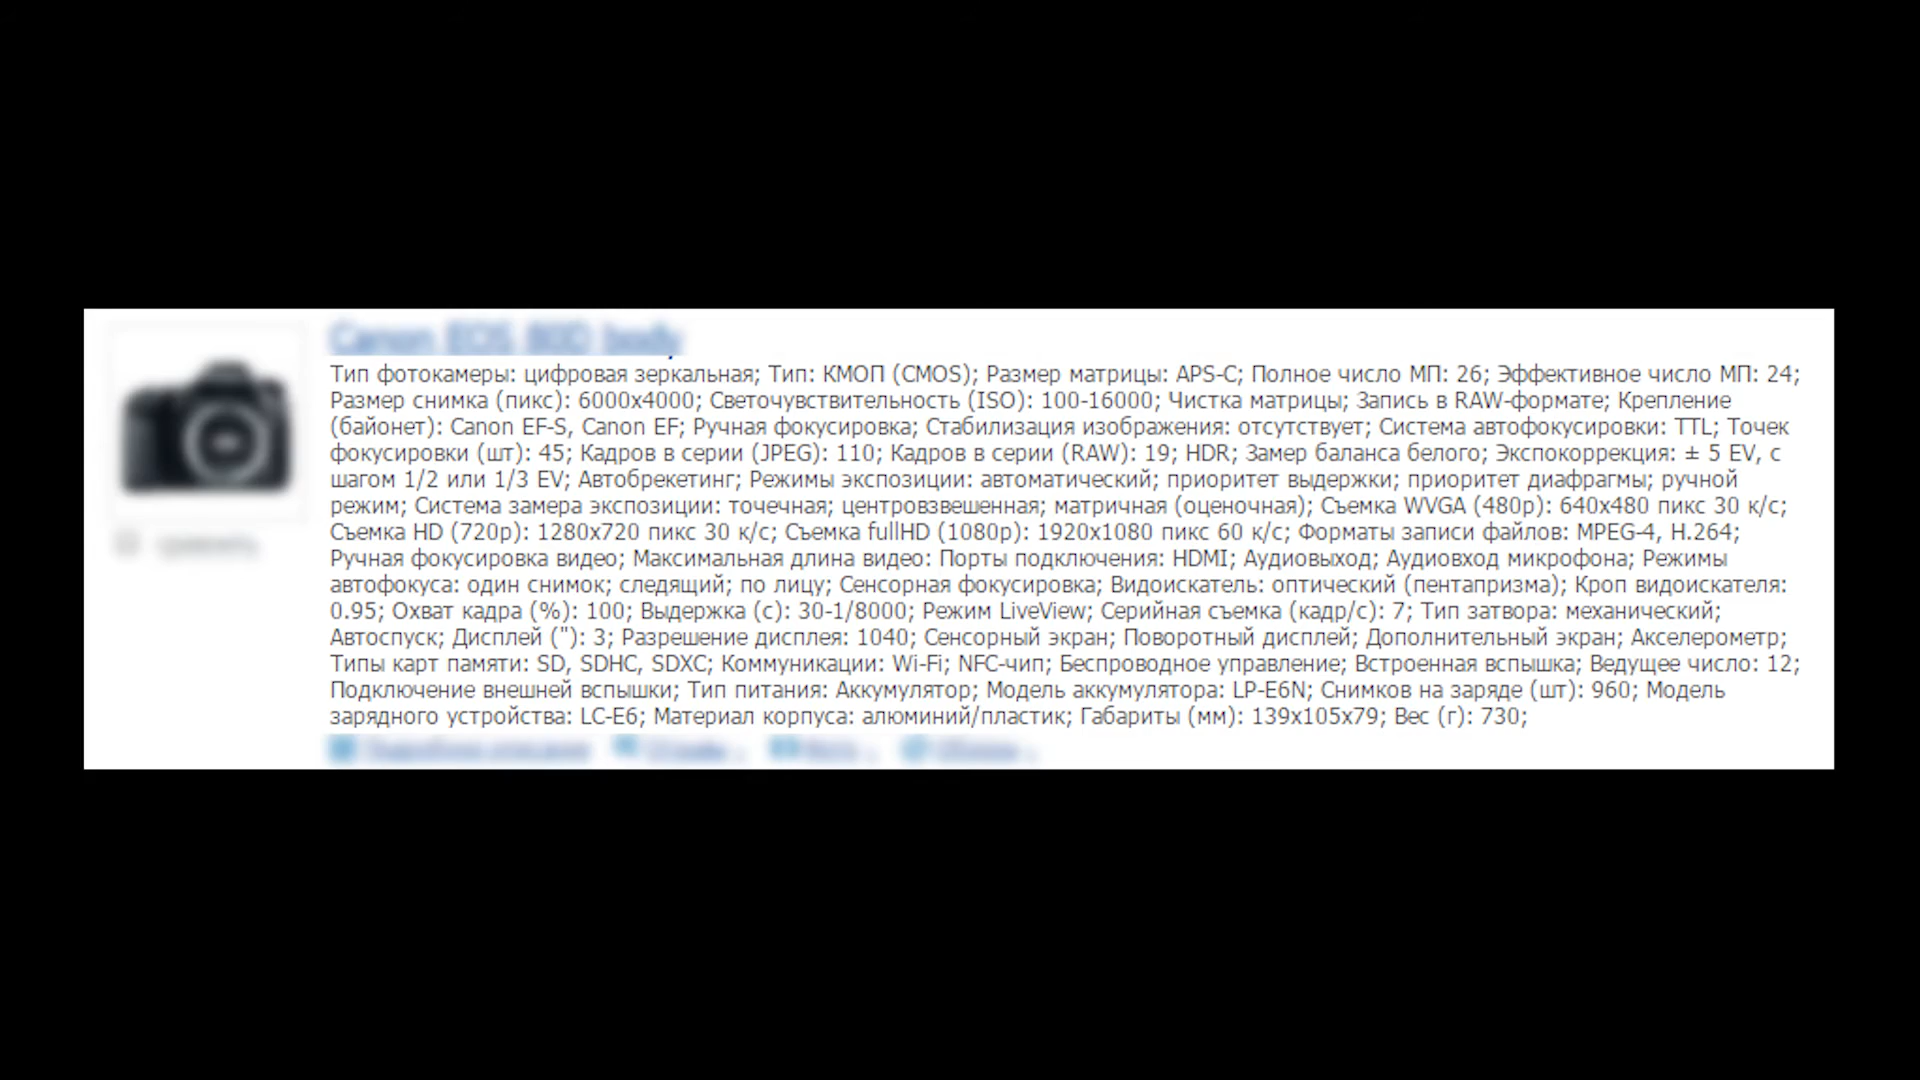 Canon EOS 80D body
Тип фотокамеры: цифровая зеркальная; Тип: КМОП (CMOS); Размер матрицы: APS-C; Полное число МП: 26; Эффективное число МП: 24;
Размер снимка (пикс): 6000x4000; Светочувствительность (ISO): 100-16000; Чистка матрицы; Запись в RAW-формате; Крепление
(байонет): Canon EF-S, Canon EF; Ручная фокусировка; Стабилизация изображения: отсутствует; Система автофокусировки: TTL; Точек
фокусировки (шт): 45; Кадров в серии (JPEG): 110; Кадров в серии (RAW): 19; HDR; Замер баланса белого; Экспокоррекция: ± 5 EV, с
шагом 1/2 или 1/3 EV; Автобрекетинг; Режимы экспозиции: автоматический; приоритет выдержки; приоритет диафрагмы; ручной
режим; Система замера экспозиции: точечная; центровзвешенная; матричная (оценочная); Съемка WVGA (480p): 640x480 пикс 30 к/с;
Съемка HD (720p): 1280x720 пикс 30 к/с; Съемка fullHD (1080p): 1920x1080 пикс 60 к/с; Форматы записи файлов: MPEG-4, H.264;
Ручная фокусировка видео; Максимальная длина видео: Порты подключения: HDMI; Аудиовыход; Аудиовход микрофона; Режимы
автофокуса: один снимок; следящий; по лицу; Сенсорная фокусировка; Видоискатель: оптический (пентапризма); Кроп видоискателя:
0.95; Охват кадра (%): 100; Выдержка (с): 30-1/8000; Режим LiveView; Серийная съемка (кадр/с): 7; Тип затвора: механический;
Автоспуск; Дисплей ("): 3; Разрешение дисплея: 1040; Сенсорный экран; Поворотный дисплей; Дополнительный экран; Акселерометр;
Типы карт памяти: SD, SDHC, SDXC; Коммуникации: Wi-Fi; NFC-чип; Беспроводное управление; Встроенная вспышка; Ведущее число: 12;
Подключение внешней вспышки; Тип питания: Аккумулятор; Модель аккумулятора: LP-E6N; Снимков на заряде (шт): 960; Модель
зарядного устройства: LC-E6; Материал корпуса: алюминий/пластик; Габариты (мм): 139x105x79; Вес (г): 730;